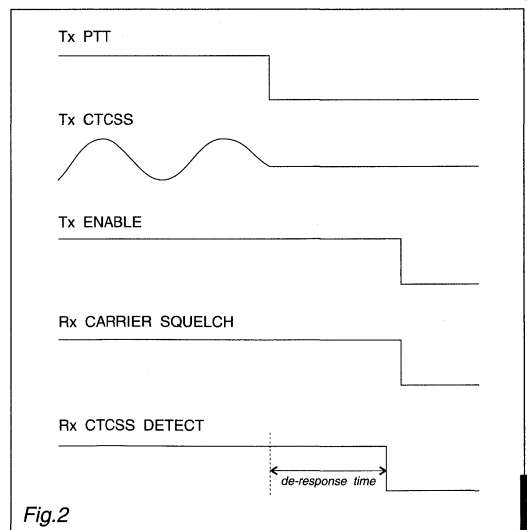 Tx PTT
Tx CTCSS
Tx ENABLE
Rx CARRIER SQUELCH
Rx CTCSS DETECT
de-response time
Fig.2